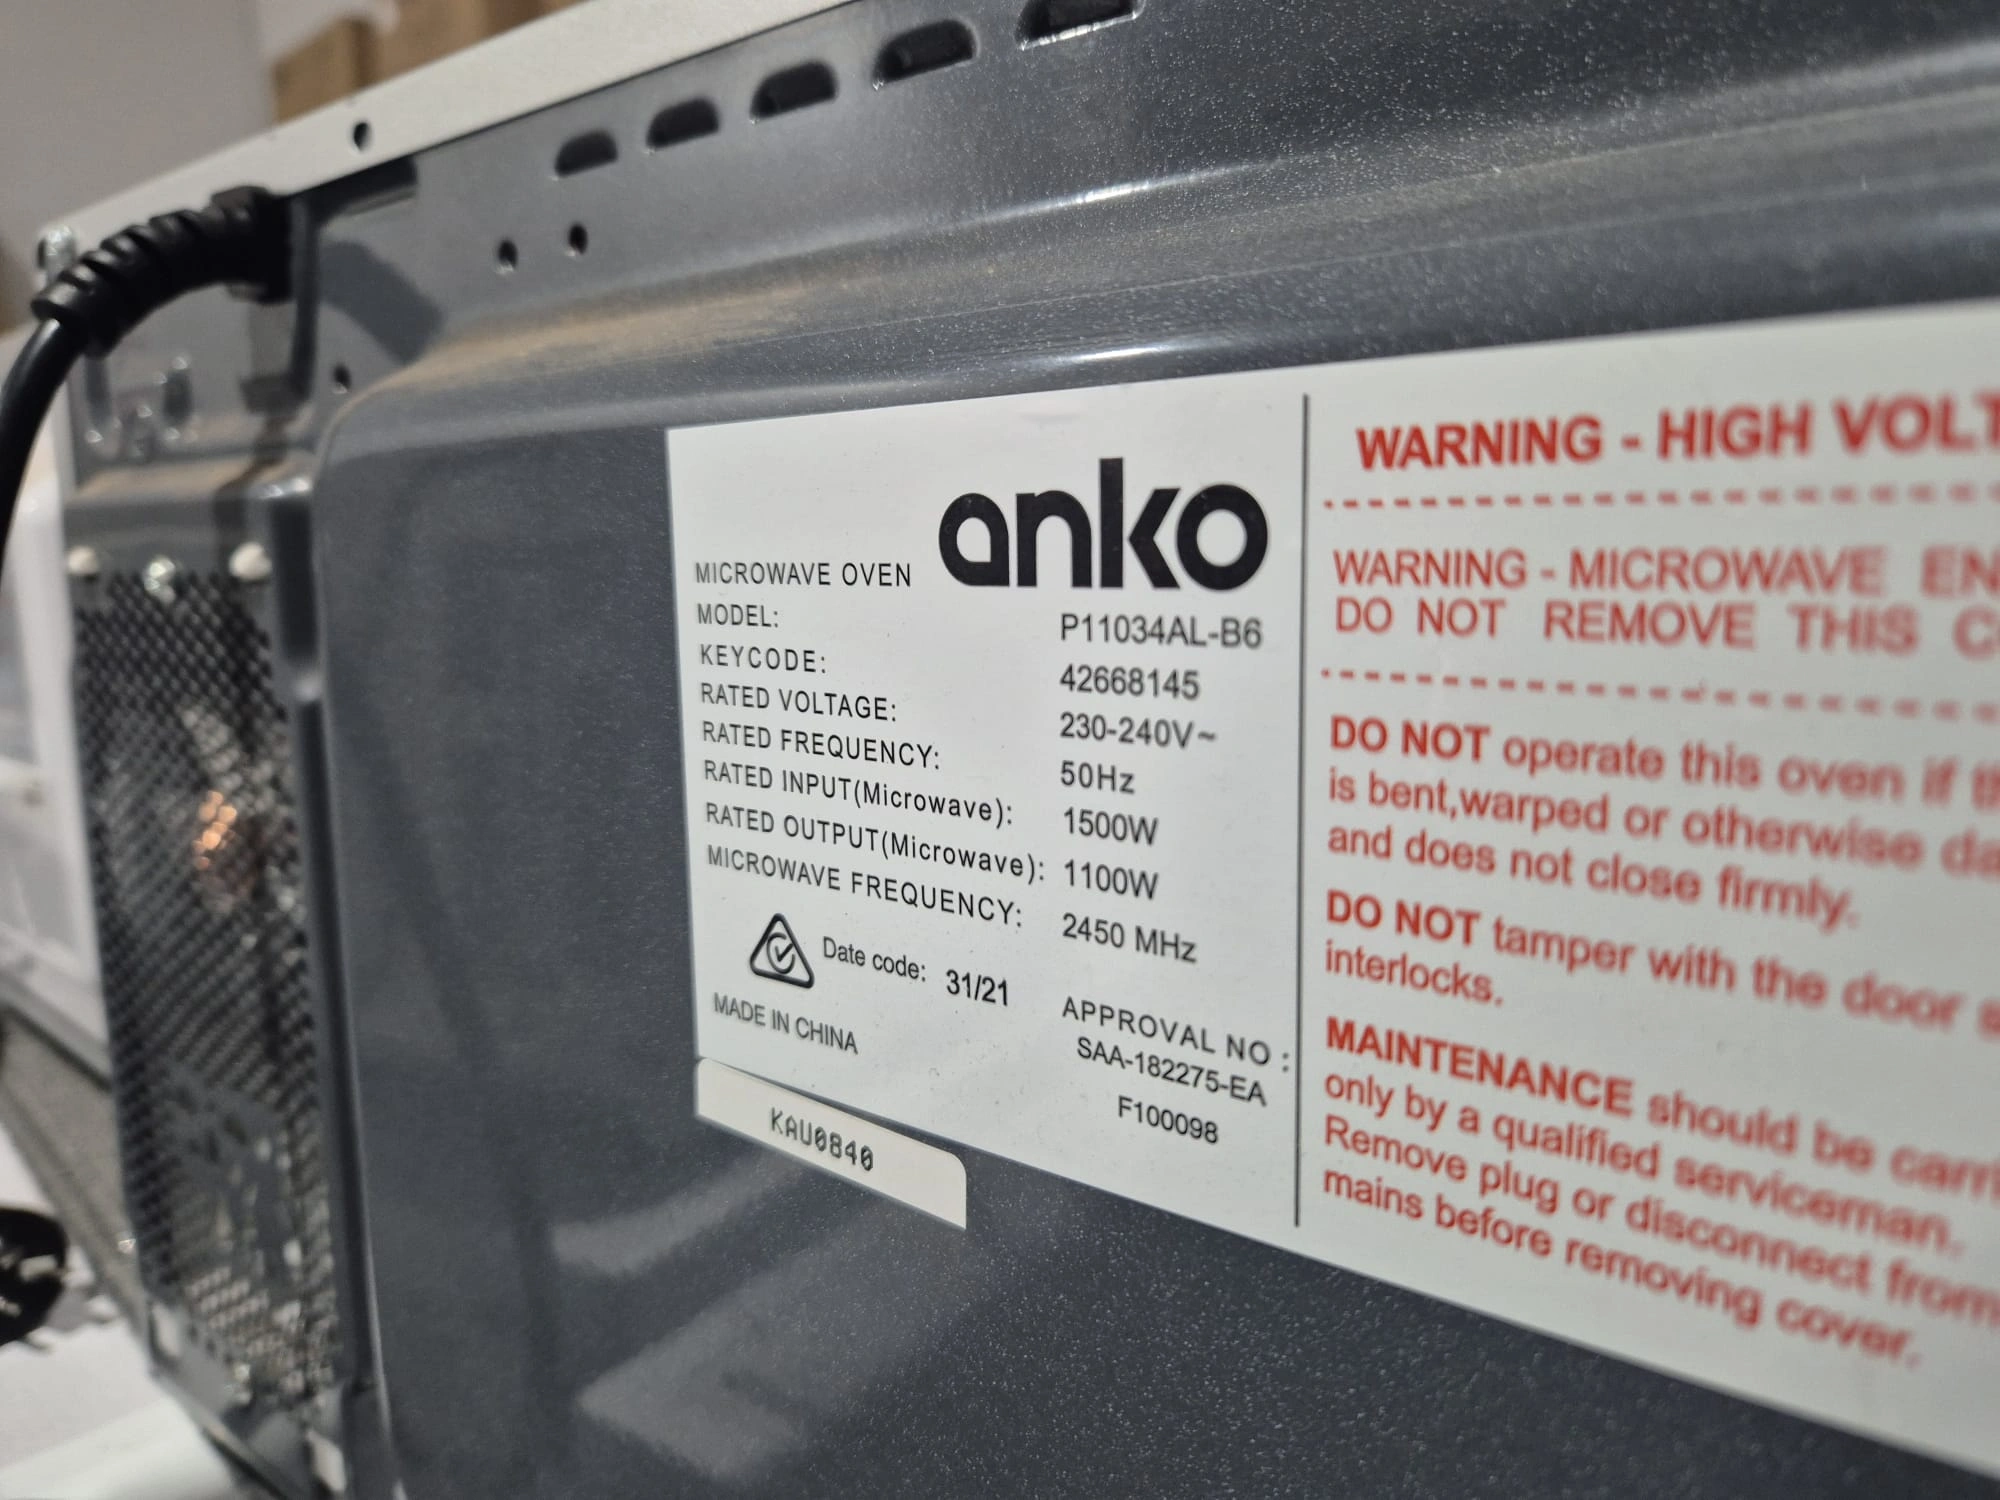 anko
MICROWAVE OVEN
MODEL: P11034AL-B6
KEYCODE: 42668145
RATED VOLTAGE: 230-240V~
RATED FREQUENCY: 50Hz
RATED INPUT(Microwave): 1500W
RATED OUTPUT(Microwave): 1100W
MICROWAVE FREQUENCY: 2450 MHz
Date code: 31/21
MADE IN CHINA
APPROVAL NO :
SAA-182275-EA
F100098
KAU0840
WARNING - HIGH
WARNING - MICROWAVE
DO NOT REMOVE THIS
DO NOT operate this oven if
is bent,warped or otherwise
and does not close firmly.
DO NOT tamper with the door
interlocks.
MAINTENANCE should be
only by a qualified serviceman.
Remove plug or disconnect from
mains before removing cover.